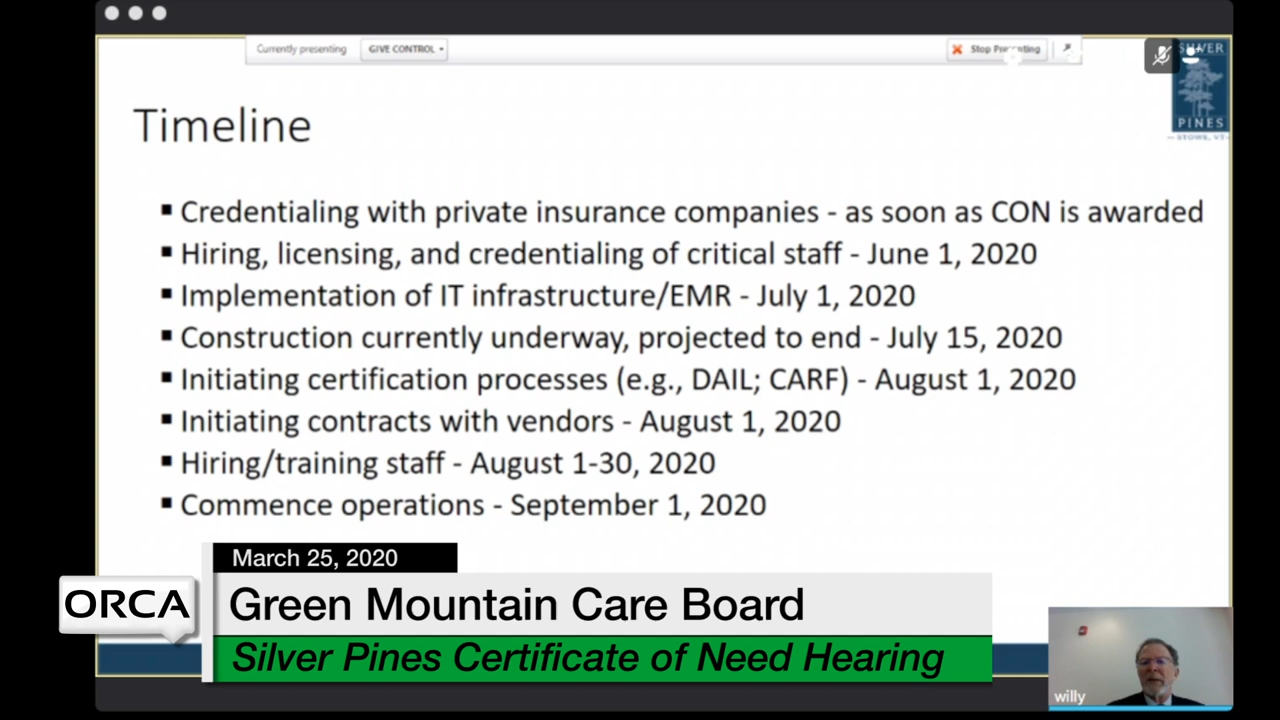 Currently presenting
GIVE CONTROL
Stop Presenting
SILVER
PINES
STOWE, VT
Timeline
▪ Credentialing with private insurance companies - as soon as CON is awarded
▪ Hiring, licensing, and credentialing of critical staff - June 1, 2020
▪ Implementation of IT infrastructure/EMR - July 1, 2020
▪ Construction currently underway, projected to end - July 15, 2020
▪ Initiating certification processes (e.g., DAIL; CARF) - August 1, 2020
▪ Initiating contracts with vendors - August 1, 2020
▪ Hiring/training staff - August 1-30, 2020
▪ Commence operations - September 1, 2020
March 25, 2020
ORCA
Green Mountain Care Board
Silver Pines Certificate of Need Hearing
willy